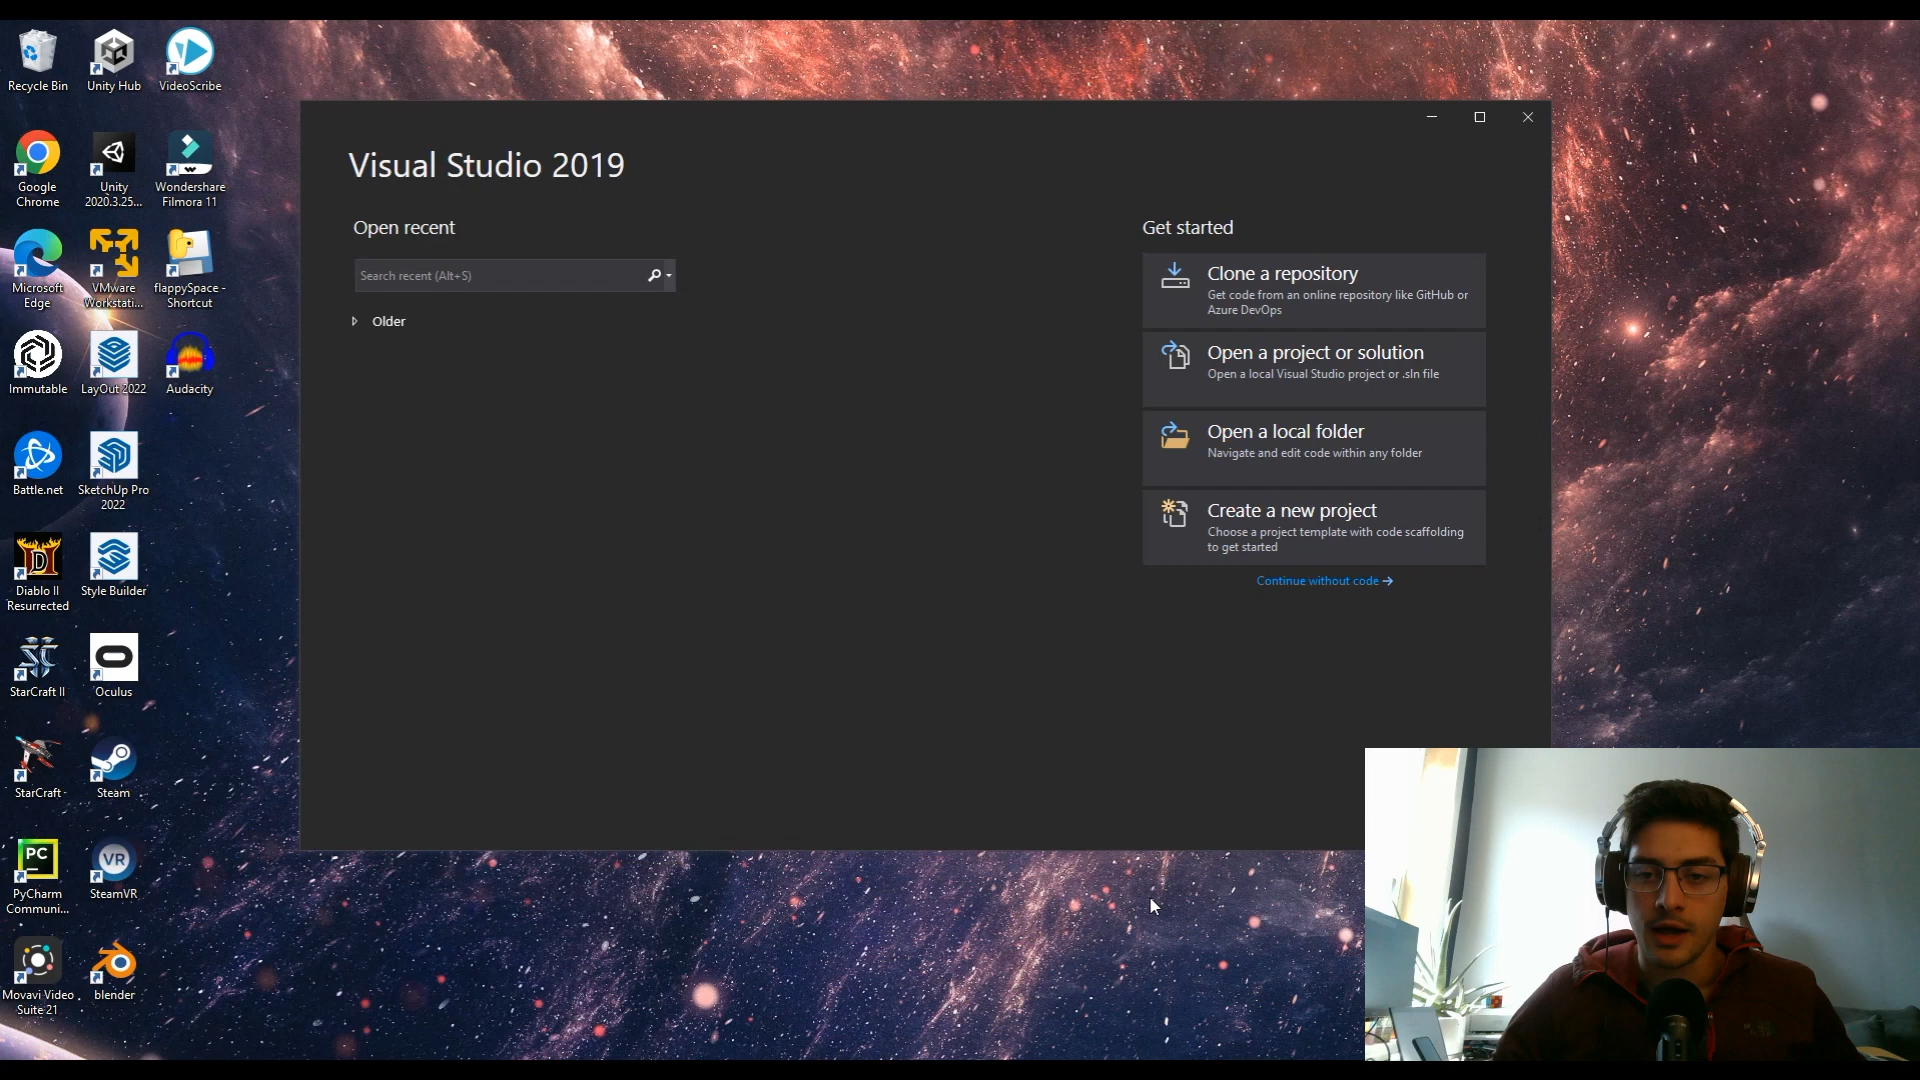 Recycle Bin
Unity Hub
VideoScribe
Google
Chrome
Unity
2020.3.25...
Wondershare
Filmora 11
Microsoft
Edge
VMware
Workstati...
flappySpace -
Shortcut
Immutable
LayOut 2022
Audacity
Battle.net
SketchUp Pro
2022
Diablo II
Resurrected
Style Builder
StarCraft II
Oculus
StarCraft
Steam
PC
PyCharm
Communi...
VR
SteamVR
Movavi Video
Suite 21
blender
Visual Studio 2019
Open recent
Search recent (Alt+S)
Older
Get started
Clone a repository
Get code from an online repository like GitHub or
Azure DevOps
Open a project or solution
Open a local Visual Studio project or .sln file
Open a local folder
Navigate and edit code within any folder
Create a new project
Choose a project template with code scaffolding
to get started
Continue without code →